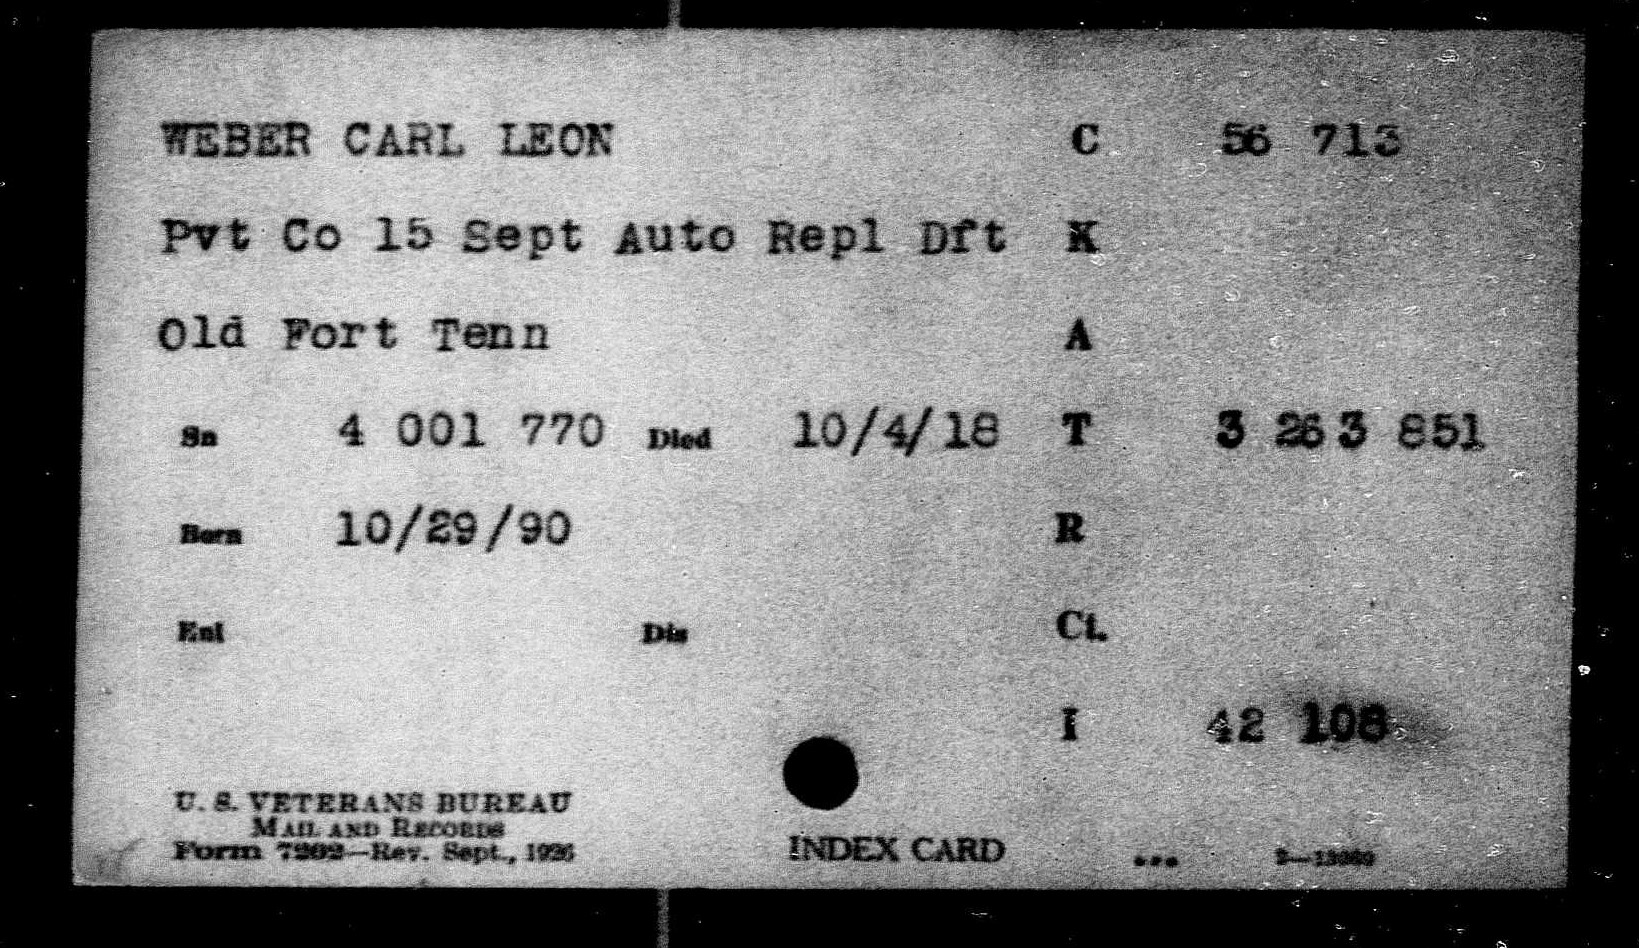 WEBER CARL LEON C 56 713
Pvt Co 15 Sept Auto Repl Dft K
Old Fort Tenn A
Sn 4 001 770 Died 10/4/18 T 3 263 851
Born 10/29/90 R
Enl Dis Ct.
I 42 108
U. S. VETERANS BUREAU
MAIL AND RECORDS
Form 7202—Rev. Sept., 1926
INDEX CARD